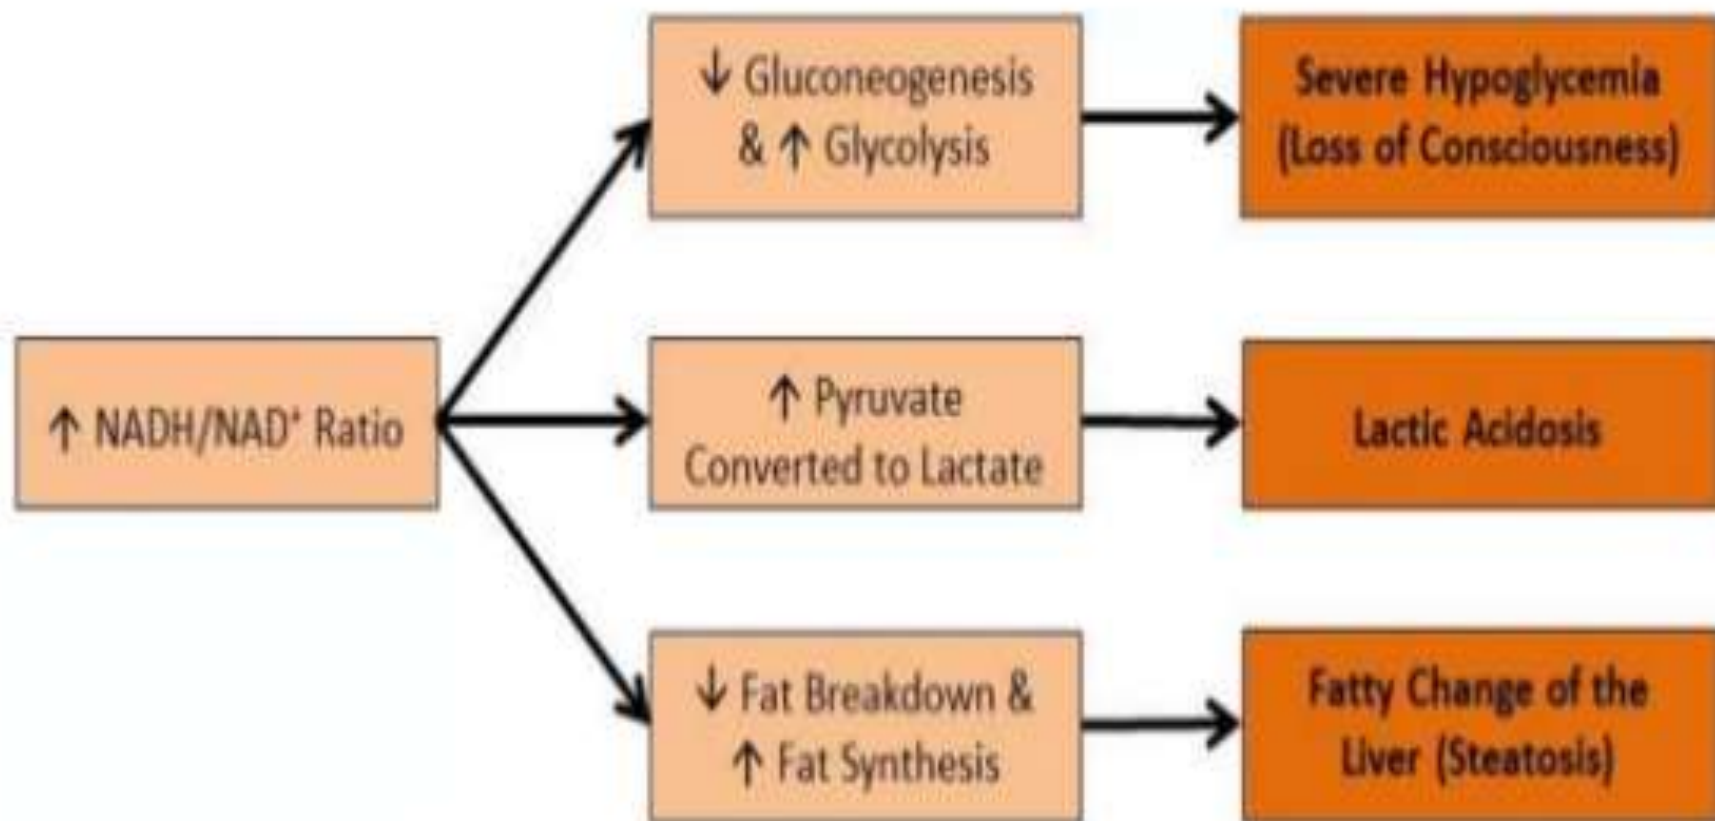 ↓ Gluconeogenesis
& ↑ Glycolysis
Severe Hypoglycemia
(Loss of Consciousness)
↑ NADH/NAD⁺ Ratio
↑ Pyruvate
Converted to Lactate
Lactic Acidosis
↓ Fat Breakdown &
↑ Fat Synthesis
Fatty Change of the
Liver (Steatosis)